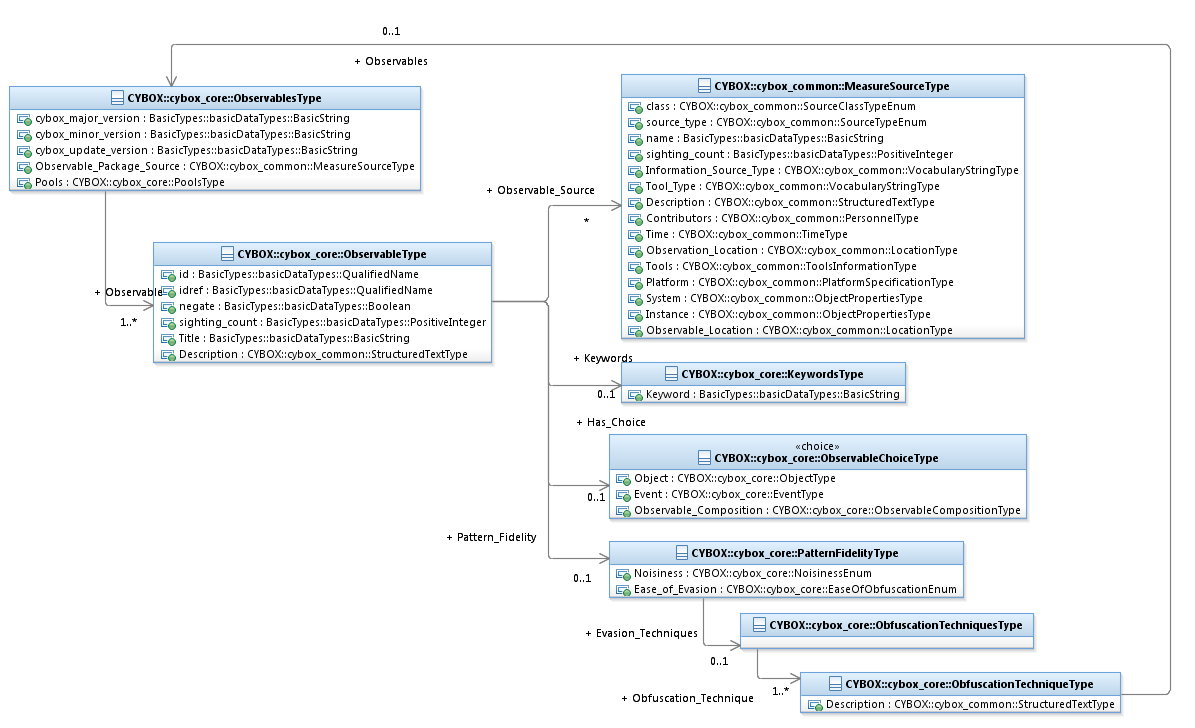 0..1
+ Observables
CYBOX::cybox_core::ObservablesType
cybox_major_version : BasicTypes::basicDataTypes::BasicString
cybox_minor_version : BasicTypes::basicDataTypes::BasicString
cybox_update_version : BasicTypes::basicDataTypes::BasicString
Observable_Package_Source : CYBOX::cybox_common::MeasureSourceType
Pools : CYBOX::cybox_core::PoolsType
+ Observable
1..*
CYBOX::cybox_core::ObservableType
id : BasicTypes::basicDataTypes::QualifiedName
idref : BasicTypes::basicDataTypes::QualifiedName
negate : BasicTypes::basicDataTypes::Boolean
sighting_count : BasicTypes::basicDataTypes::PositiveInteger
Title : BasicTypes::basicDataTypes::BasicString
Description : CYBOX::cybox_common::StructuredTextType
+ Observable_Source
*
CYBOX::cybox_common::MeasureSourceType
class : CYBOX::cybox_common::SourceClassTypeEnum
source_type : CYBOX::cybox_common::SourceTypeEnum
name : BasicTypes::basicDataTypes::BasicString
sighting_count : BasicTypes::basicDataTypes::PositiveInteger
Information_Source_Type : CYBOX::cybox_common::VocabularyStringType
Tool_Type : CYBOX::cybox_common::VocabularyStringType
Description : CYBOX::cybox_common::StructuredTextType
Contributors : CYBOX::cybox_common::PersonnelType
Time : CYBOX::cybox_common::TimeType
Observation_Location : CYBOX::cybox_common::LocationType
Tools : CYBOX::cybox_common::ToolsInformationType
Platform : CYBOX::cybox_common::PlatformSpecificationType
System : CYBOX::cybox_common::ObjectPropertiesType
Instance : CYBOX::cybox_common::ObjectPropertiesType
Observable_Location : CYBOX::cybox_common::LocationType
+ Keywords
0..1
CYBOX::cybox_core::KeywordsType
Keyword : BasicTypes::basicDataTypes::BasicString
+ Has_Choice
0..1
«choice»
CYBOX::cybox_core::ObservableChoiceType
Object : CYBOX::cybox_core::ObjectType
Event : CYBOX::cybox_core::EventType
Observable_Composition : CYBOX::cybox_core::ObservableCompositionType
+ Pattern_Fidelity
0..1
CYBOX::cybox_core::PatternFidelityType
Noisiness : CYBOX::cybox_core::NoisinessEnum
Ease_of_Evasion : CYBOX::cybox_core::EaseOfObfuscationEnum
+ Evasion_Techniques
0..1
CYBOX::cybox_core::ObfuscationTechniquesType
+ Obfuscation_Technique
1..*
CYBOX::cybox_core::ObfuscationTechniqueType
Description : CYBOX::cybox_common::StructuredTextType